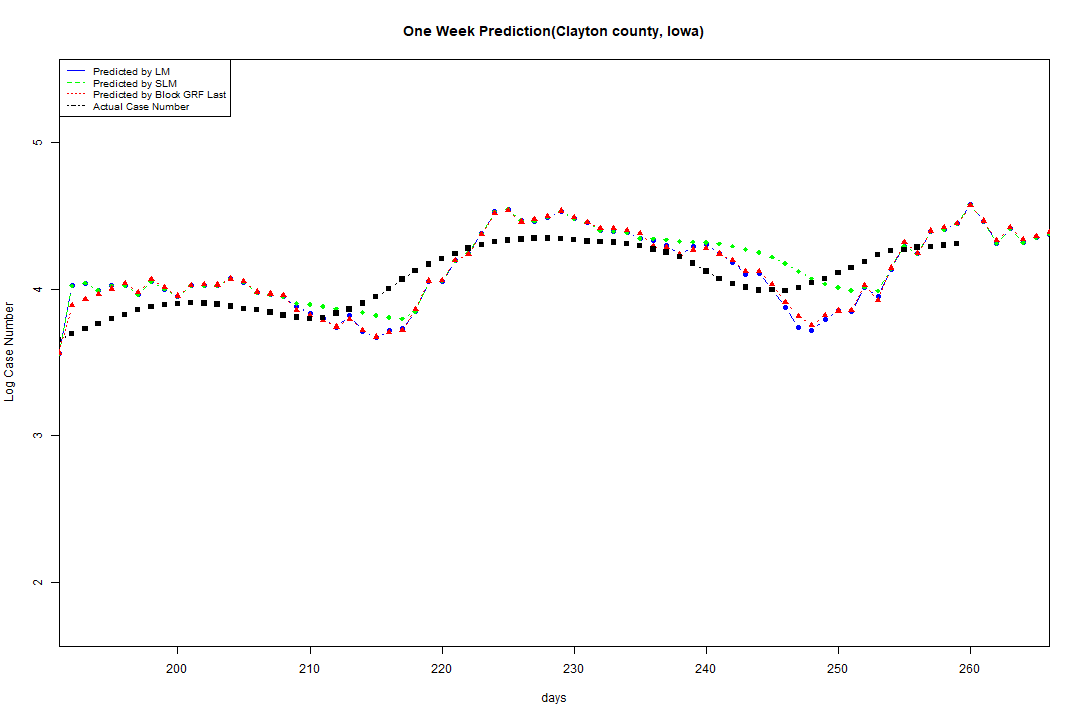 One Week Prediction(Clayton county, Iowa)
Predicted by LM
Predicted by SLM
Predicted by Block GRF Last
Actual Case Number
5
4
3
2
Log Case Number
200 210 220 230 240 250 260
days